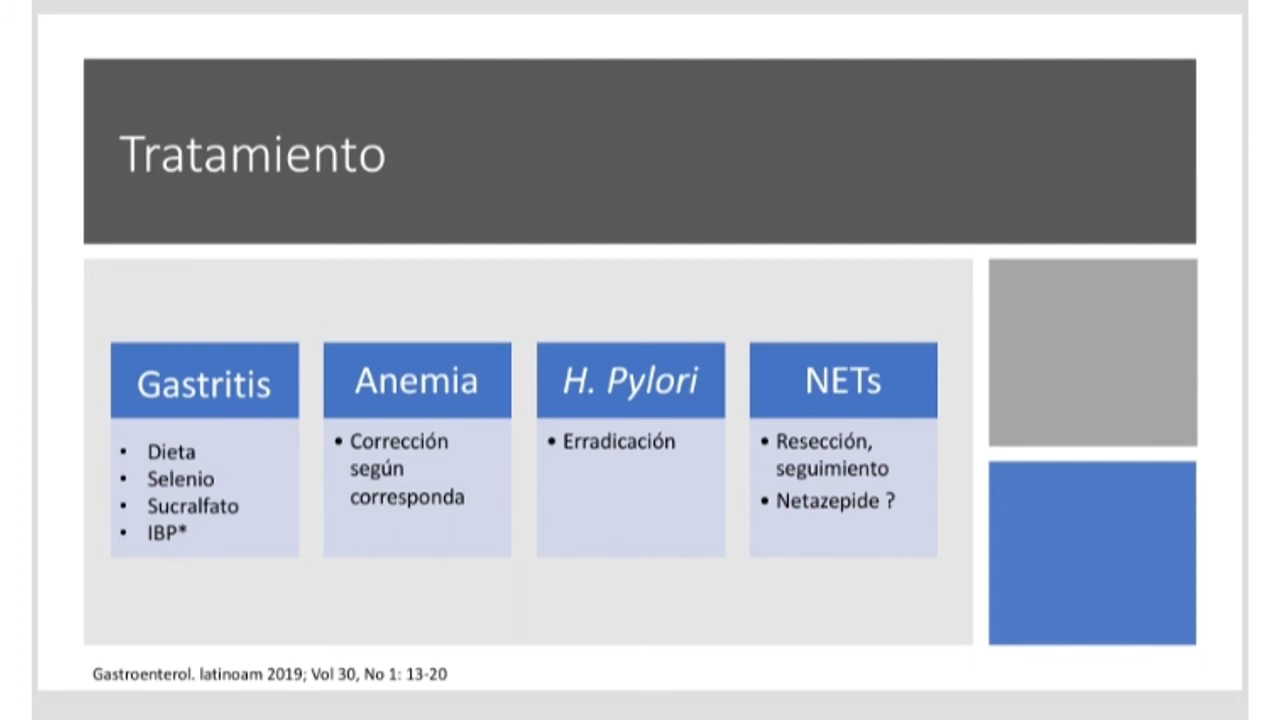 Tratamiento
Gastritis
• Dieta
• Selenio
• Sucralfato
• IBP*
Anemia
• Corrección
según
corresponda
H. Pylori
• Erradicación
NETs
• Resección,
seguimiento
• Netazepide ?
Gastroenterol. latinoam 2019; Vol 30, No 1: 13-20